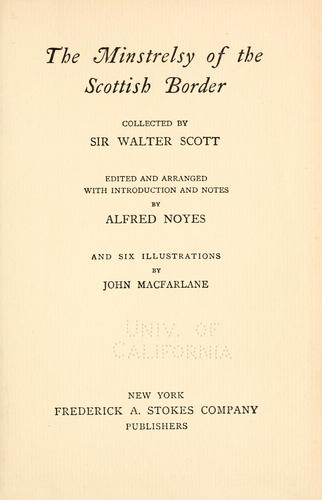 The Minstrelsy of the
Scottish Border
COLLECTED BY
SIR WALTER SCOTT
EDITED AND ARRANGED
WITH INTRODUCTION AND NOTES
BY
ALFRED NOYES
AND SIX ILLUSTRATIONS
BY
JOHN MACFARLANE
UNIV. OF
CALIFORNIA
NEW YORK
FREDERICK A. STOKES COMPANY
PUBLISHERS